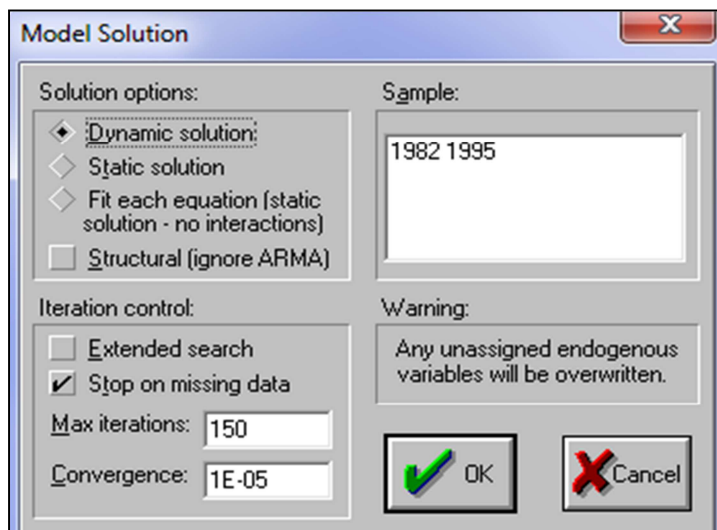 Model Solution
Solution options:
Dynamic solution
Static solution
Fit each equation (static
solution - no interactions)
Structural (ignore ARMA)
Sample:
1982 1995
Iteration control:
Extended search
Stop on missing data
Max iterations: 150
Convergence: 1E-05
Warning:
Any unassigned endogenous
variables will be overwritten.
OK
Cancel